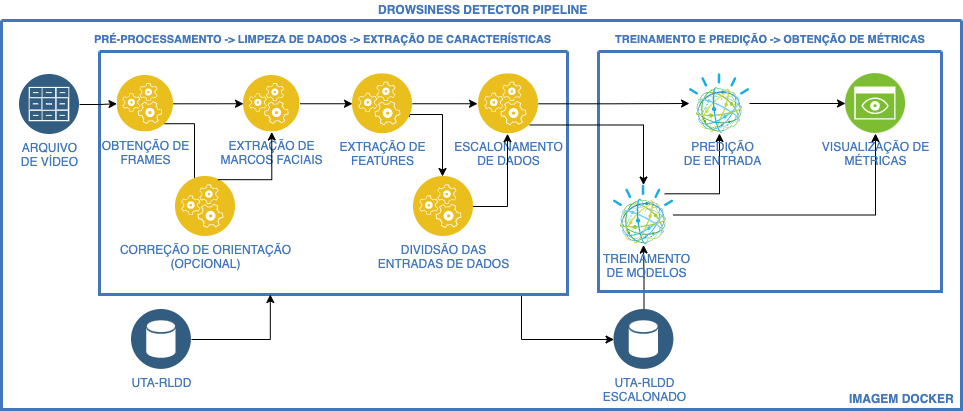 DROWSINESS DETECTOR PIPELINE
PRÉ-PROCESSAMENTO -> LIMPEZA DE DADOS -> EXTRAÇÃO DE CARACTERÍSTICAS
TREINAMENTO E PREDIÇÃO -> OBTENÇÃO DE MÉTRICAS
ARQUIVO
DE VÍDEO
OBTENÇÃO DE
FRAMES
EXTRAÇÃO DE
MARCOS FACIAIS
EXTRAÇÃO DE
FEATURES
ESCALONAMENTO
DE DADOS
PREDIÇÃO
DE ENTRADA
VISUALIZAÇÃO DE
MÉTRICAS
CORREÇÃO DE ORIENTAÇÃO
(OPCIONAL)
DIVIDSÃO DAS
ENTRADAS DE DADOS
TREINAMENTO
DE MODELOS
UTA-RLDD
UTA-RLDD
ESCALONADO
IMAGEM DOCKER